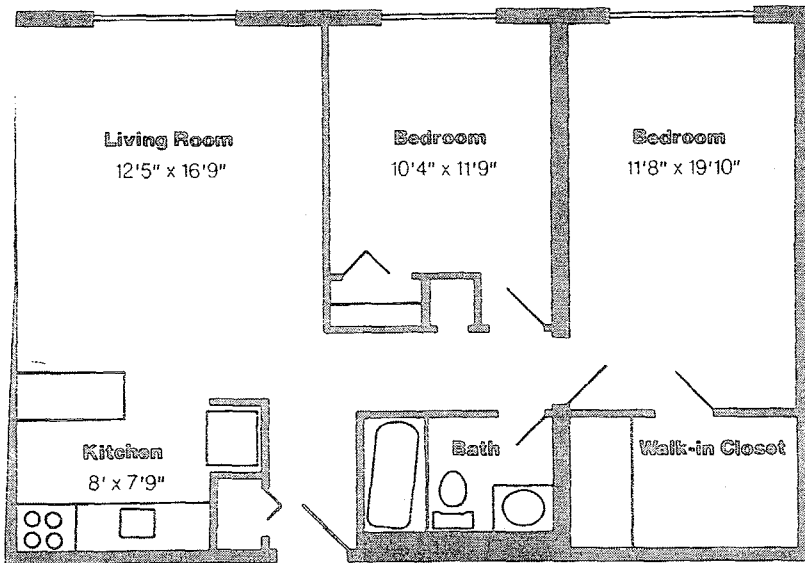 Living Room
12'5" x 16'9"
Bedroom
10'4" x 11'9"
Bedroom
11'8" x 19'10"
Kitchen
8' x 7'9"
Bath
Walk-in Closet